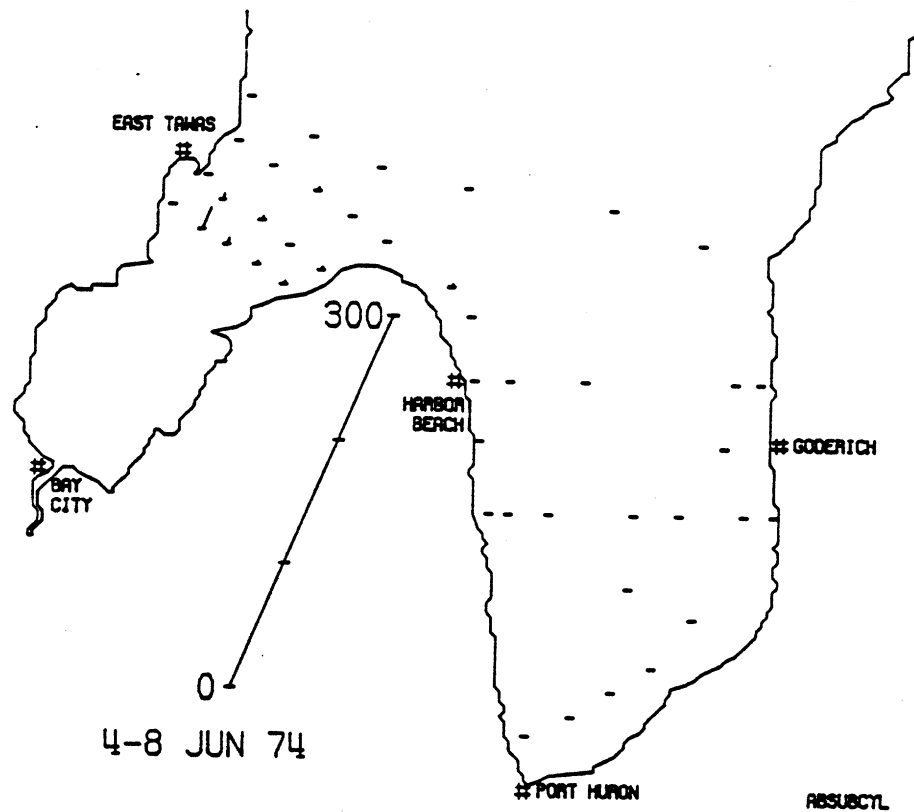 EAST TAWAS
#
300
#
HARBOR
BEACH
# GODERICH
#
BAY
CITY
0
4-8 JUN 74
# PORT HURON
ABSUBCYL